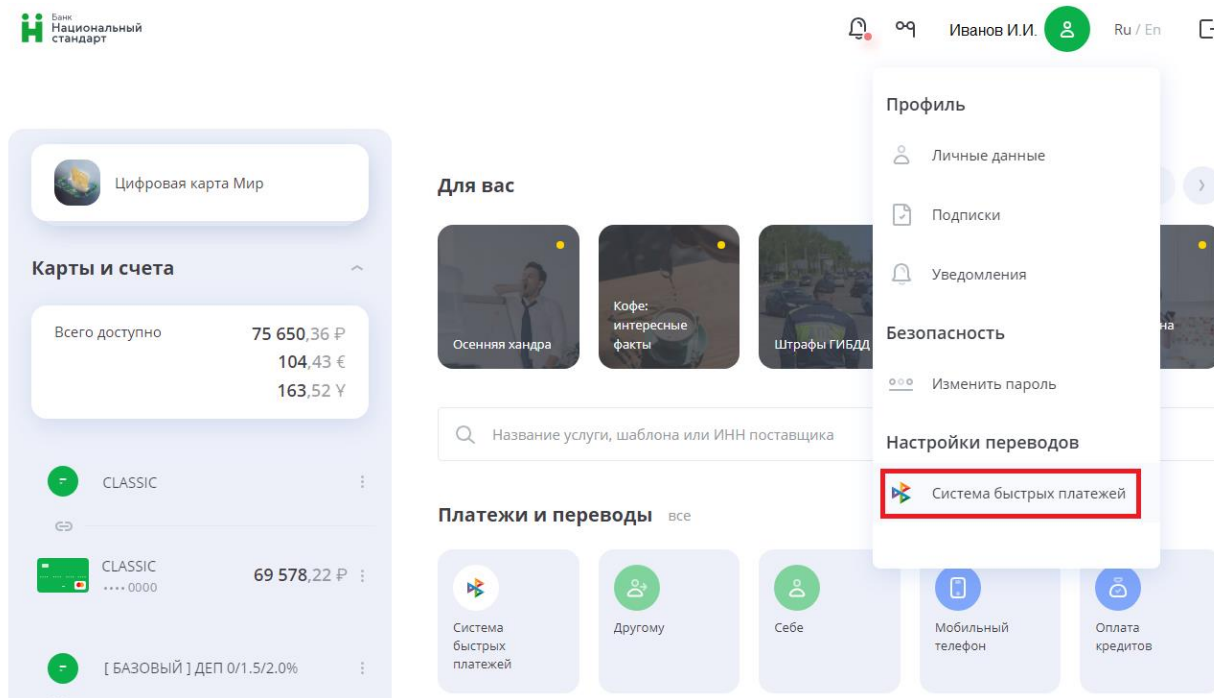 Банк
Национальный
стандарт
Иванов И.И.
Ru / En
Профиль
Личные данные
Подписки
Уведомления
Безопасность
Изменить пароль
Настройки переводов
Система быстрых платежей
Цифровая карта Мир
Карты и счета
Всего доступно
75 650,36 ₽
104,43 €
163,52 ¥
CLASSIC
CLASSIC
•••• 0000
69 578,22 ₽
[ БАЗОВЫЙ ] ДЕП 0/1.5/2.0%
Для вас
Осенняя хандра
Кофе:
интересные
факты
Штрафы ГИБДД
на
Название услуги, шаблона или ИНН поставщика
Платежи и переводы все
Система
быстрых
платежей
Другому
Себе
Мобильный
телефон
Оплата
кредитов